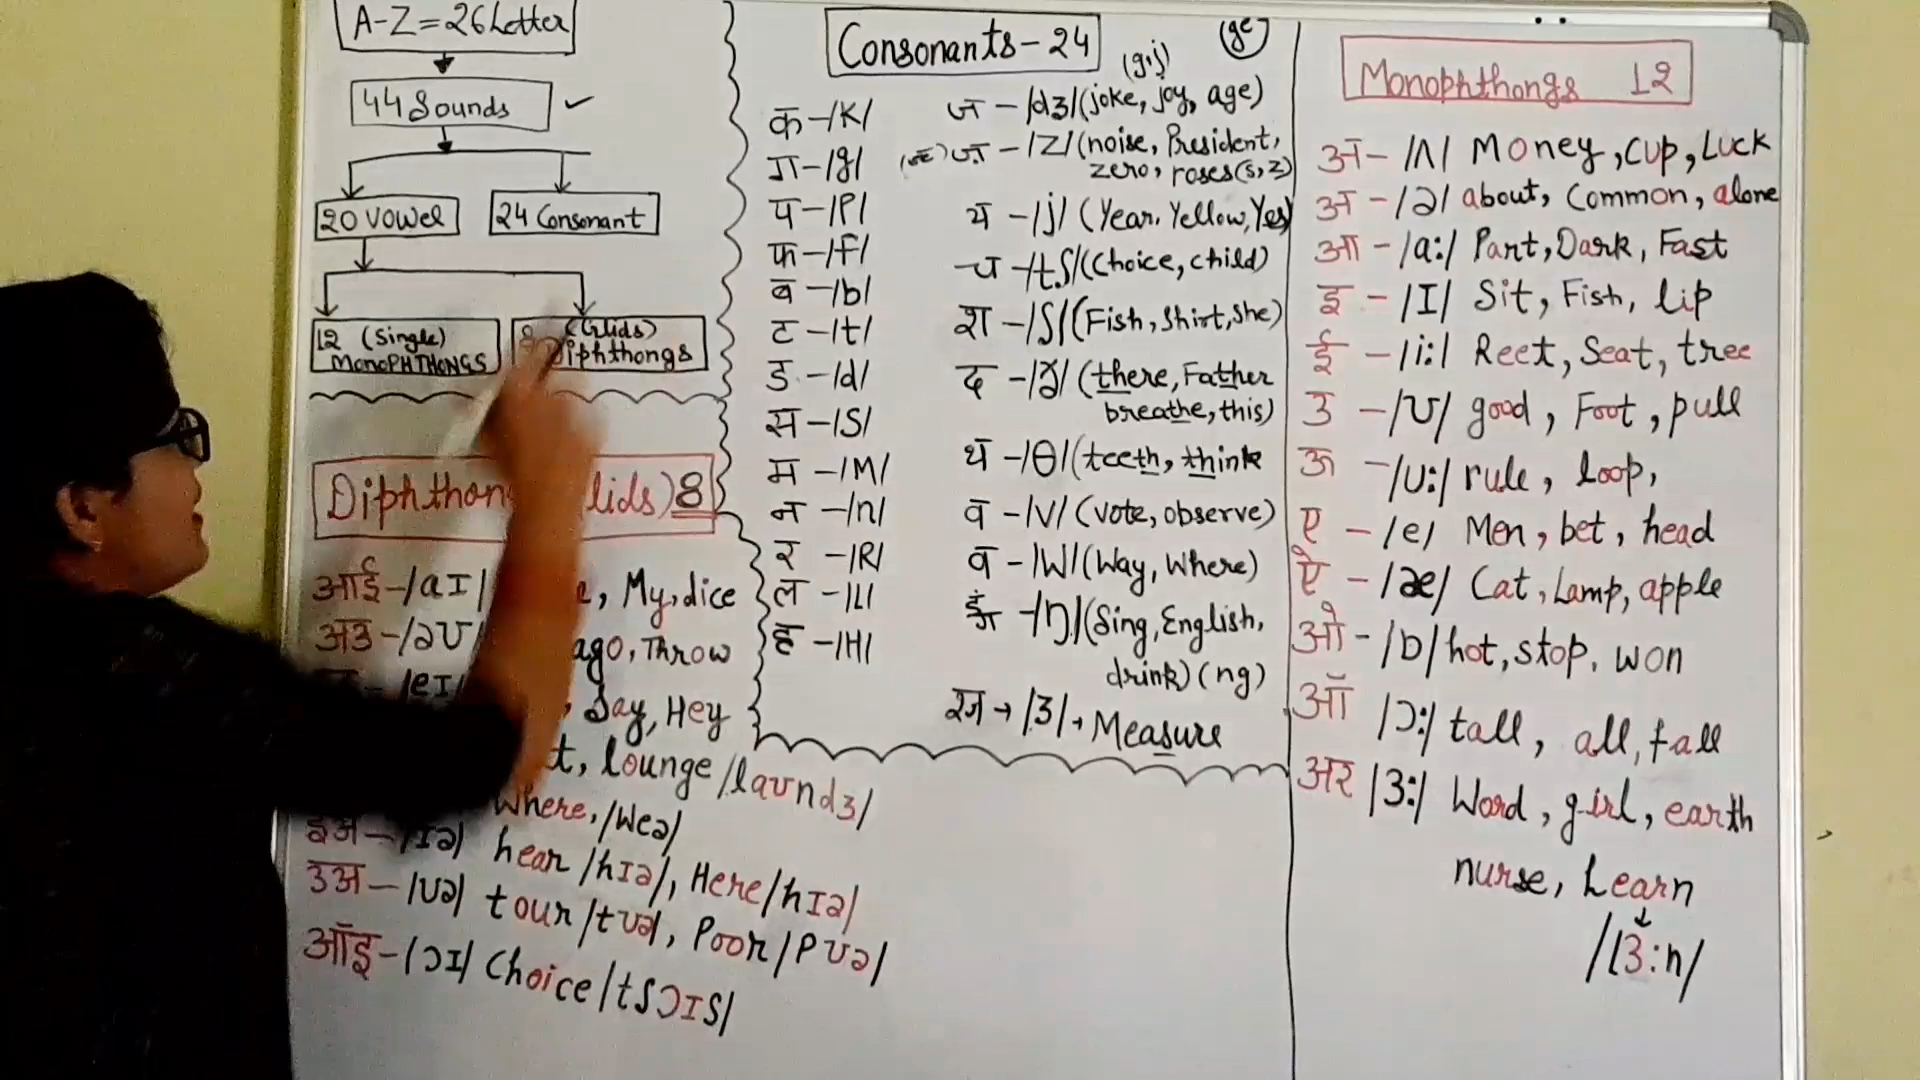 A-Z=26 Letter
44 Sounds ✓
20 Vowel
24 Consonant
12 (Single)
MonoPHTHONGS
8 (Glids)
Diphthongs
Diphthon lids) 8
आई-/aɪ/ My, dice
अउ-/əʊ/ ago, Throw
/eɪ/ Say, Hey
t, lounge /laʊndʒ/
Where, /Weə/
इअ-/ɪə/ hear /hɪə/, Here/hɪə/
उअ-/ʊə/ tour /tʊə/, Poor /Pʊə/
ऑइ-/ɔɪ/ Choice /tʃɔɪs/
Consonants-24
(ge)
(g,j)
क-/K/
ग-/g/
प-/P/
फ-/f/
ब-/b/
ट-/t/
ड-/d/
स-/S/
म-/M/
न-/n/
र-/R/
ल-/L/
ह-/H/
ज-/dʒ/(joke, joy, age)
ज़-/Z/(noise, President,
zero, roses(s,z)
य-/j/ (Year, Yellow, Yes)
च-/tʃ/(Choice, child)
श-/ʃ/(Fish, Shirt, She)
द-/ð/ (there, Father
breathe, this)
थ-/θ/(teeth, think
व-/V/ (Vote, observe)
व-/W/(Way, Where)
-/ŋ/(Sing, English,
drink) (ng)
/ʒ/→ Measure
Monophthongs 12
अ-/ʌ/ Money, Cup, Luck
अ-/ə/ about, Common, alone
आ-/a:/ Part, Dark, Fast
इ-/I/ Sit, Fish, lip
ई-/i:/ Reet, Seat, tree
उ-/ʊ/ good, Foot, pull
ऊ-/ʊ:/ rule, loop,
ए-/e/ Men, bet, head
ऐ-/æ/ Cat, Lamp, apple
ओ-/ɒ/ hot, stop, won
ऑ /ɔ:/ tall, all, fall
अर /ɜ:/ Word, girl, earth
nurse, Learn
↓
/lɜ:n/